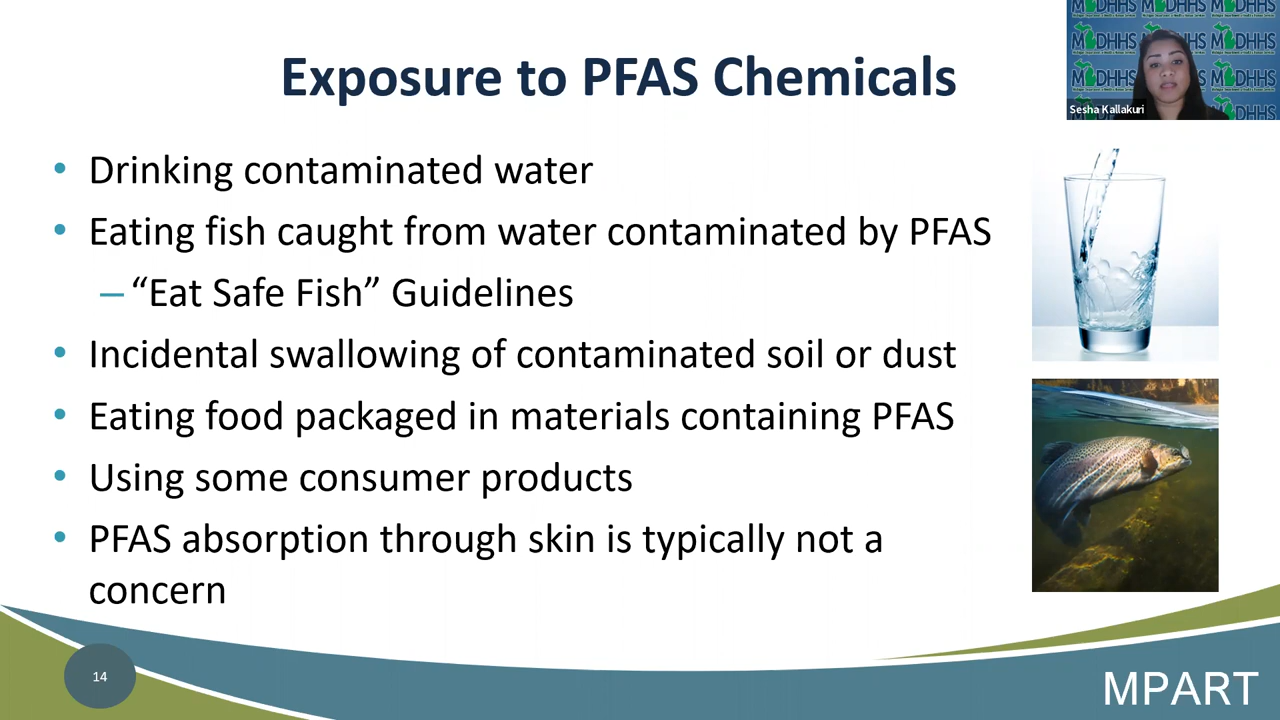 Exposure to PFAS Chemicals
• Drinking contaminated water
• Eating fish caught from water contaminated by PFAS
– “Eat Safe Fish” Guidelines
• Incidental swallowing of contaminated soil or dust
• Eating food packaged in materials containing PFAS
• Using some consumer products
• PFAS absorption through skin is typically not a
concern
14
MPART
MDHHS
Sesha Kallakuri